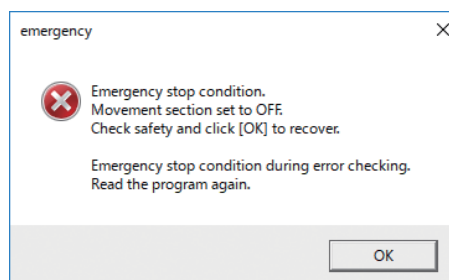 emergency
Emergency stop condition.
Movement section set to OFF.
Check safety and click [OK] to recover.
Emergency stop condition during error checking.
Read the program again.
OK